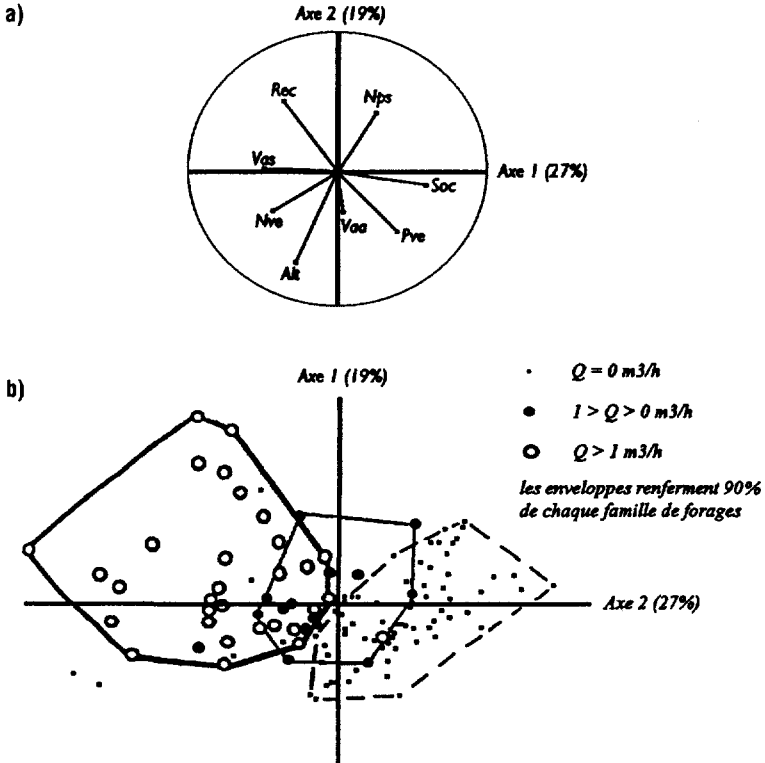 a)
Axe 2 (19%)
Rec
Nps
Vas
Axe 1 (27%)
Soc
Nve
Vaa
Pve
Alt
b)
Axe 1 (19%)
Q = 0 m3/h
1 > Q > 0 m3/h
Q > 1 m3/h
les enveloppes renferment 90%
de chaque famille de forages
Axe 2 (27%)